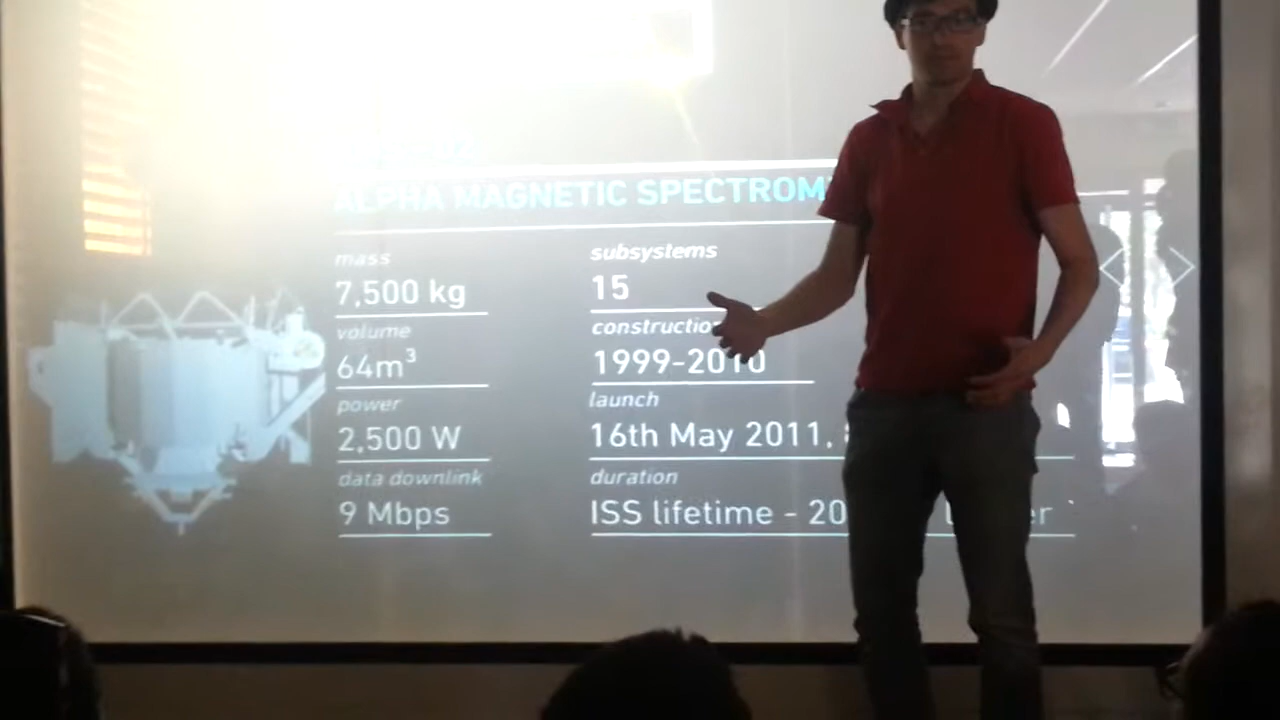 ALPHA MAGNETIC SPECTROM
mass
7,500 kg
volume
64m³
power
2,500 W
data downlink
9 Mbps
subsystems
15
constructio
1999-2010
launch
16th May 2011,
duration
ISS lifetime - 20